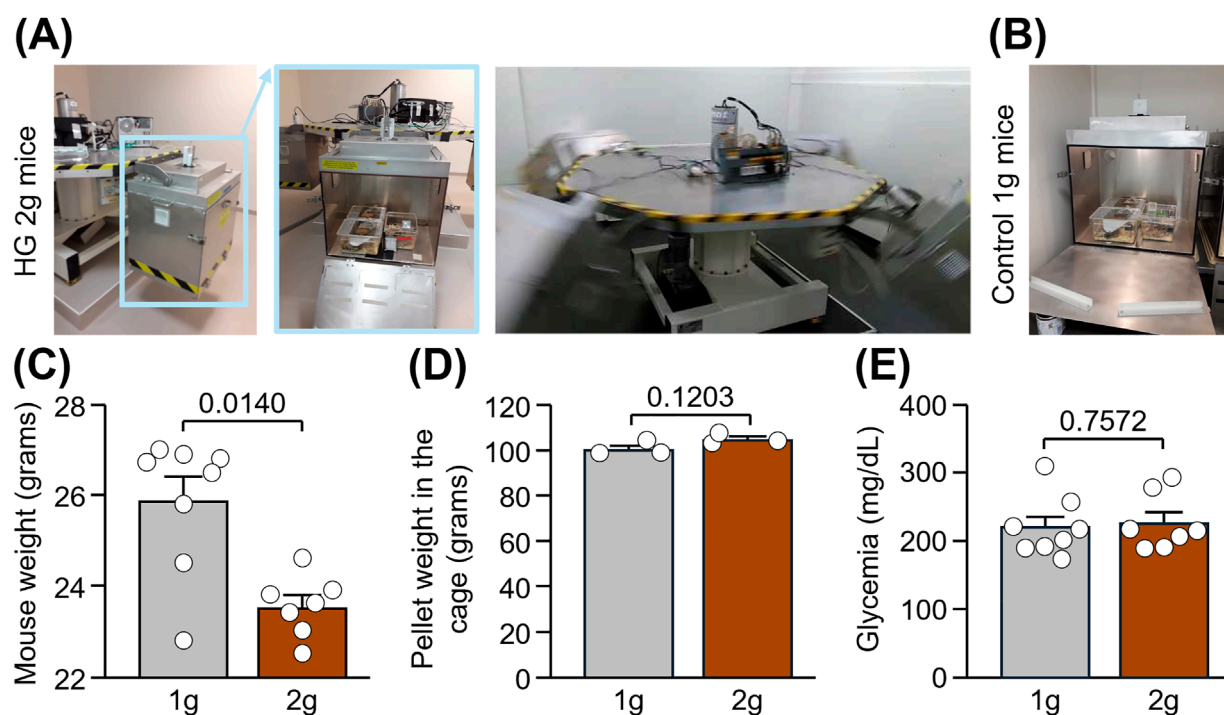 (A)
(B)
HG 2g mice
Control 1g mice
(C)
(D)
(E)
Mouse weight (grams)
28
26
24
22
0.0140
1g
2g
Pellet weight in the
cage (grams)
120
100
80
60
40
20
0
0.1203
1g
2g
Glycemia (mg/dL)
400
300
200
100
0
0.7572
1g
2g